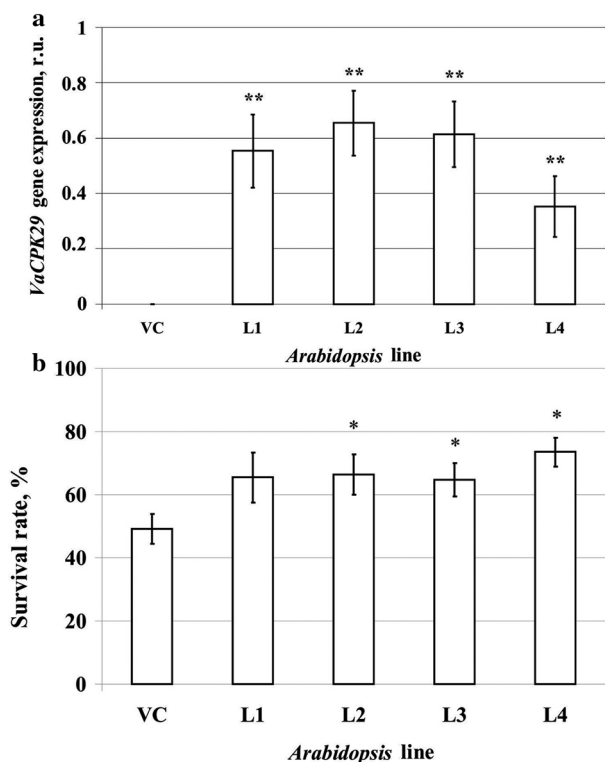 a
1
0.8
0.6
0.4
0.2
0
VaCPK29 gene expression, r.u.
** ** ** **
VC L1 L2 L3 L4
Arabidopsis line
b
100
80
60
40
20
0
Survival rate, %
* * *
VC L1 L2 L3 L4
Arabidopsis line